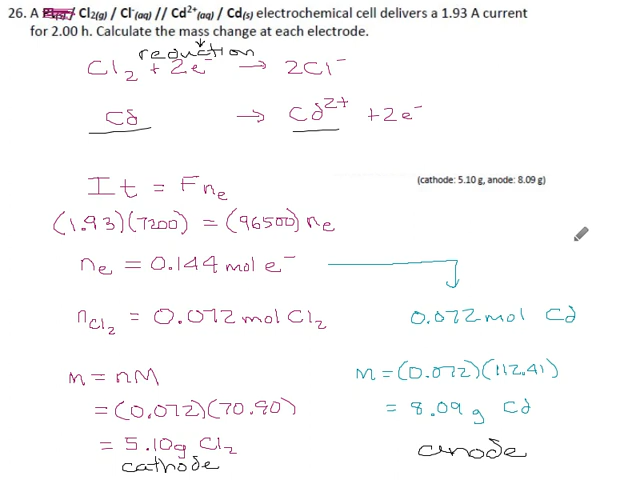 26. A Pt(s) / Cl2(g) / Cl-(aq) // Cd2+(aq) / Cd(s) electrochemical cell delivers a 1.93 A current
for 2.00 h. Calculate the mass change at each electrode.
reduction
Cl₂ + 2e⁻ → 2Cl⁻
Cd → Cd²⁺ + 2e⁻
(cathode: 5.10 g, anode: 8.09 g)
It = Fnₑ
(1.93)(7200) = (96500)nₑ
nₑ = 0.144 mol e⁻
n Cl₂ = 0.072 mol Cl₂
0.072 mol Cd
m = nM
= (0.072)(70.90)
= 5.10g Cl₂
cathode
M = (0.072)(112.41)
= 8.09 g Cd
anode